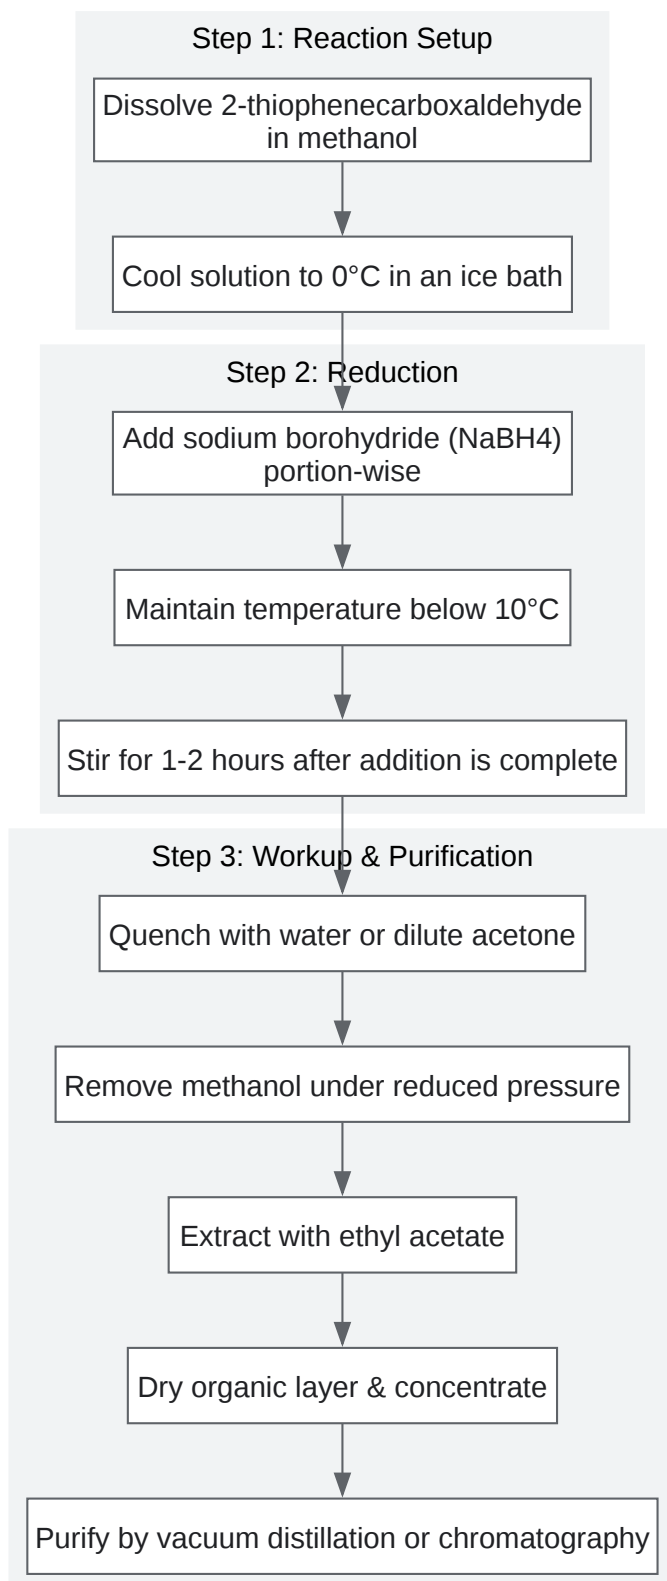 Step 1: Reaction Setup
Dissolve 2-thiophenecarboxaldehyde
in methanol
Cool solution to 0°C in an ice bath
Step 2: Reduction
Add sodium borohydride (NaBH4)
portion-wise
Maintain temperature below 10°C
Stir for 1-2 hours after addition is complete
Step 3: Workup & Purification
Quench with water or dilute acetone
Remove methanol under reduced pressure
Extract with ethyl acetate
Dry organic layer & concentrate
Purify by vacuum distillation or chromatography